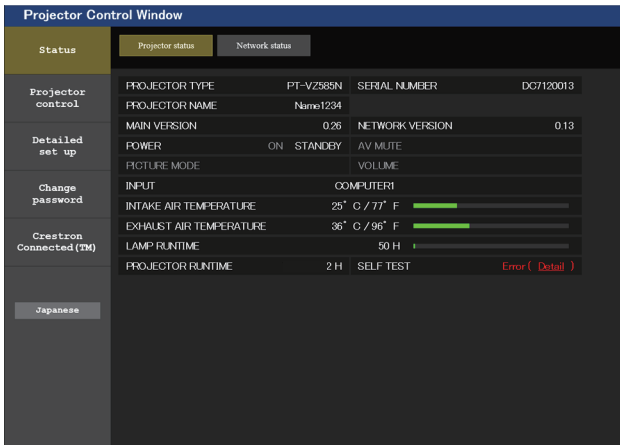 Projector Control Window
Status
Projector status
Network status
Projector
control
Detailed
set up
Change
password
Crestron
Connected(TM)
Japanese
PROJECTOR TYPE PT-VZ585N SERIAL NUMBER DC7120013
PROJECTOR NAME Name1234
MAIN VERSION 0.26 NETWORK VERSION 0.13
POWER ON STANDBY AV MUTE
PICTURE MODE VOLUME
INPUT COMPUTER1
INTAKE AIR TEMPERATURE 25° C / 77° F
EXHAUST AIR TEMPERATURE 36° C / 96° F
LAMP RUNTIME 50 H
PROJECTOR RUNTIME 2 H SELF TEST Error ( Detail )